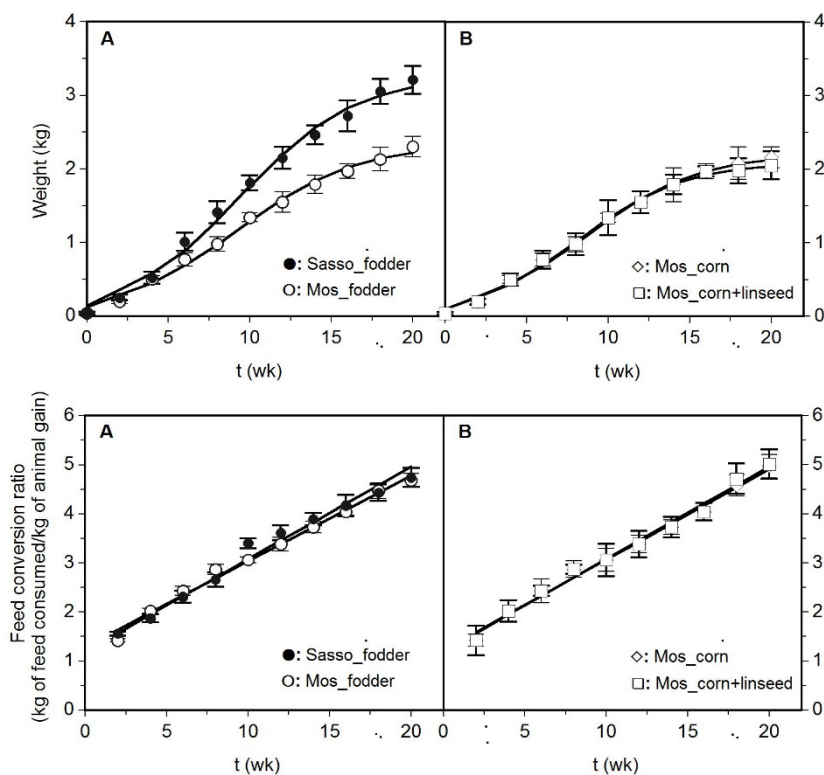 A
B
4
3
2
1
0
Weight (kg)
4
3
2
1
0
●: Sasso_fodder
○: Mos_fodder
◇: Mos_corn
□: Mos_corn+linseed
0 5 10 15 20
0 5 10 15 20
t (wk)
t (wk)
A
B
6
5
4
3
2
1
0
Feed conversion ratio
(kg of feed consumed/kg of animal gain)
6
5
4
3
2
1
0
●: Sasso_fodder
○: Mos_fodder
◇: Mos_corn
□: Mos_corn+linseed
0 5 10 15 20
0 5 10 15 20
t (wk)
t (wk)